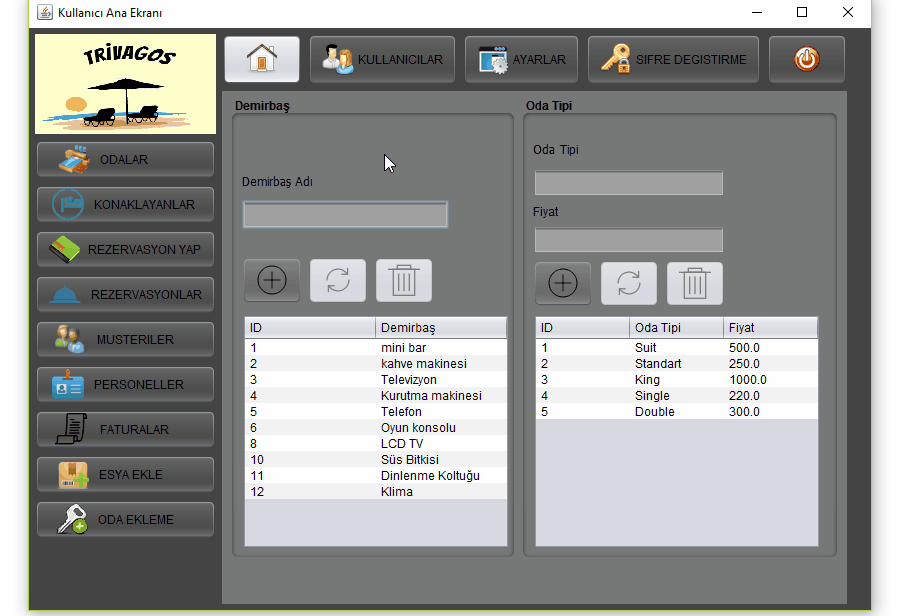 Kullanıcı Ana Ekranı
TRİVAGOS
KULLANICILAR
AYARLAR
SIFRE DEGISTIRME
ODALAR
KONAKLAYANLAR
REZERVASYON YAP
REZERVASYONLAR
MUSTERILER
PERSONELLER
FATURALAR
ESYA EKLE
ODA EKLEME
Demirbaş
Demirbaş Adı
ID Demirbaş
1 mini bar
2 kahve makinesi
3 Televizyon
4 Kurutma makinesi
5 Telefon
6 Oyun konsolu
8 LCD TV
10 Süs Bitkisi
11 Dinlenme Koltuğu
12 Klima
Oda Tipi
Oda Tipi
Fiyat
ID Oda Tipi Fiyat
1 Suit 500.0
2 Standart 250.0
3 King 1000.0
4 Single 220.0
5 Double 300.0